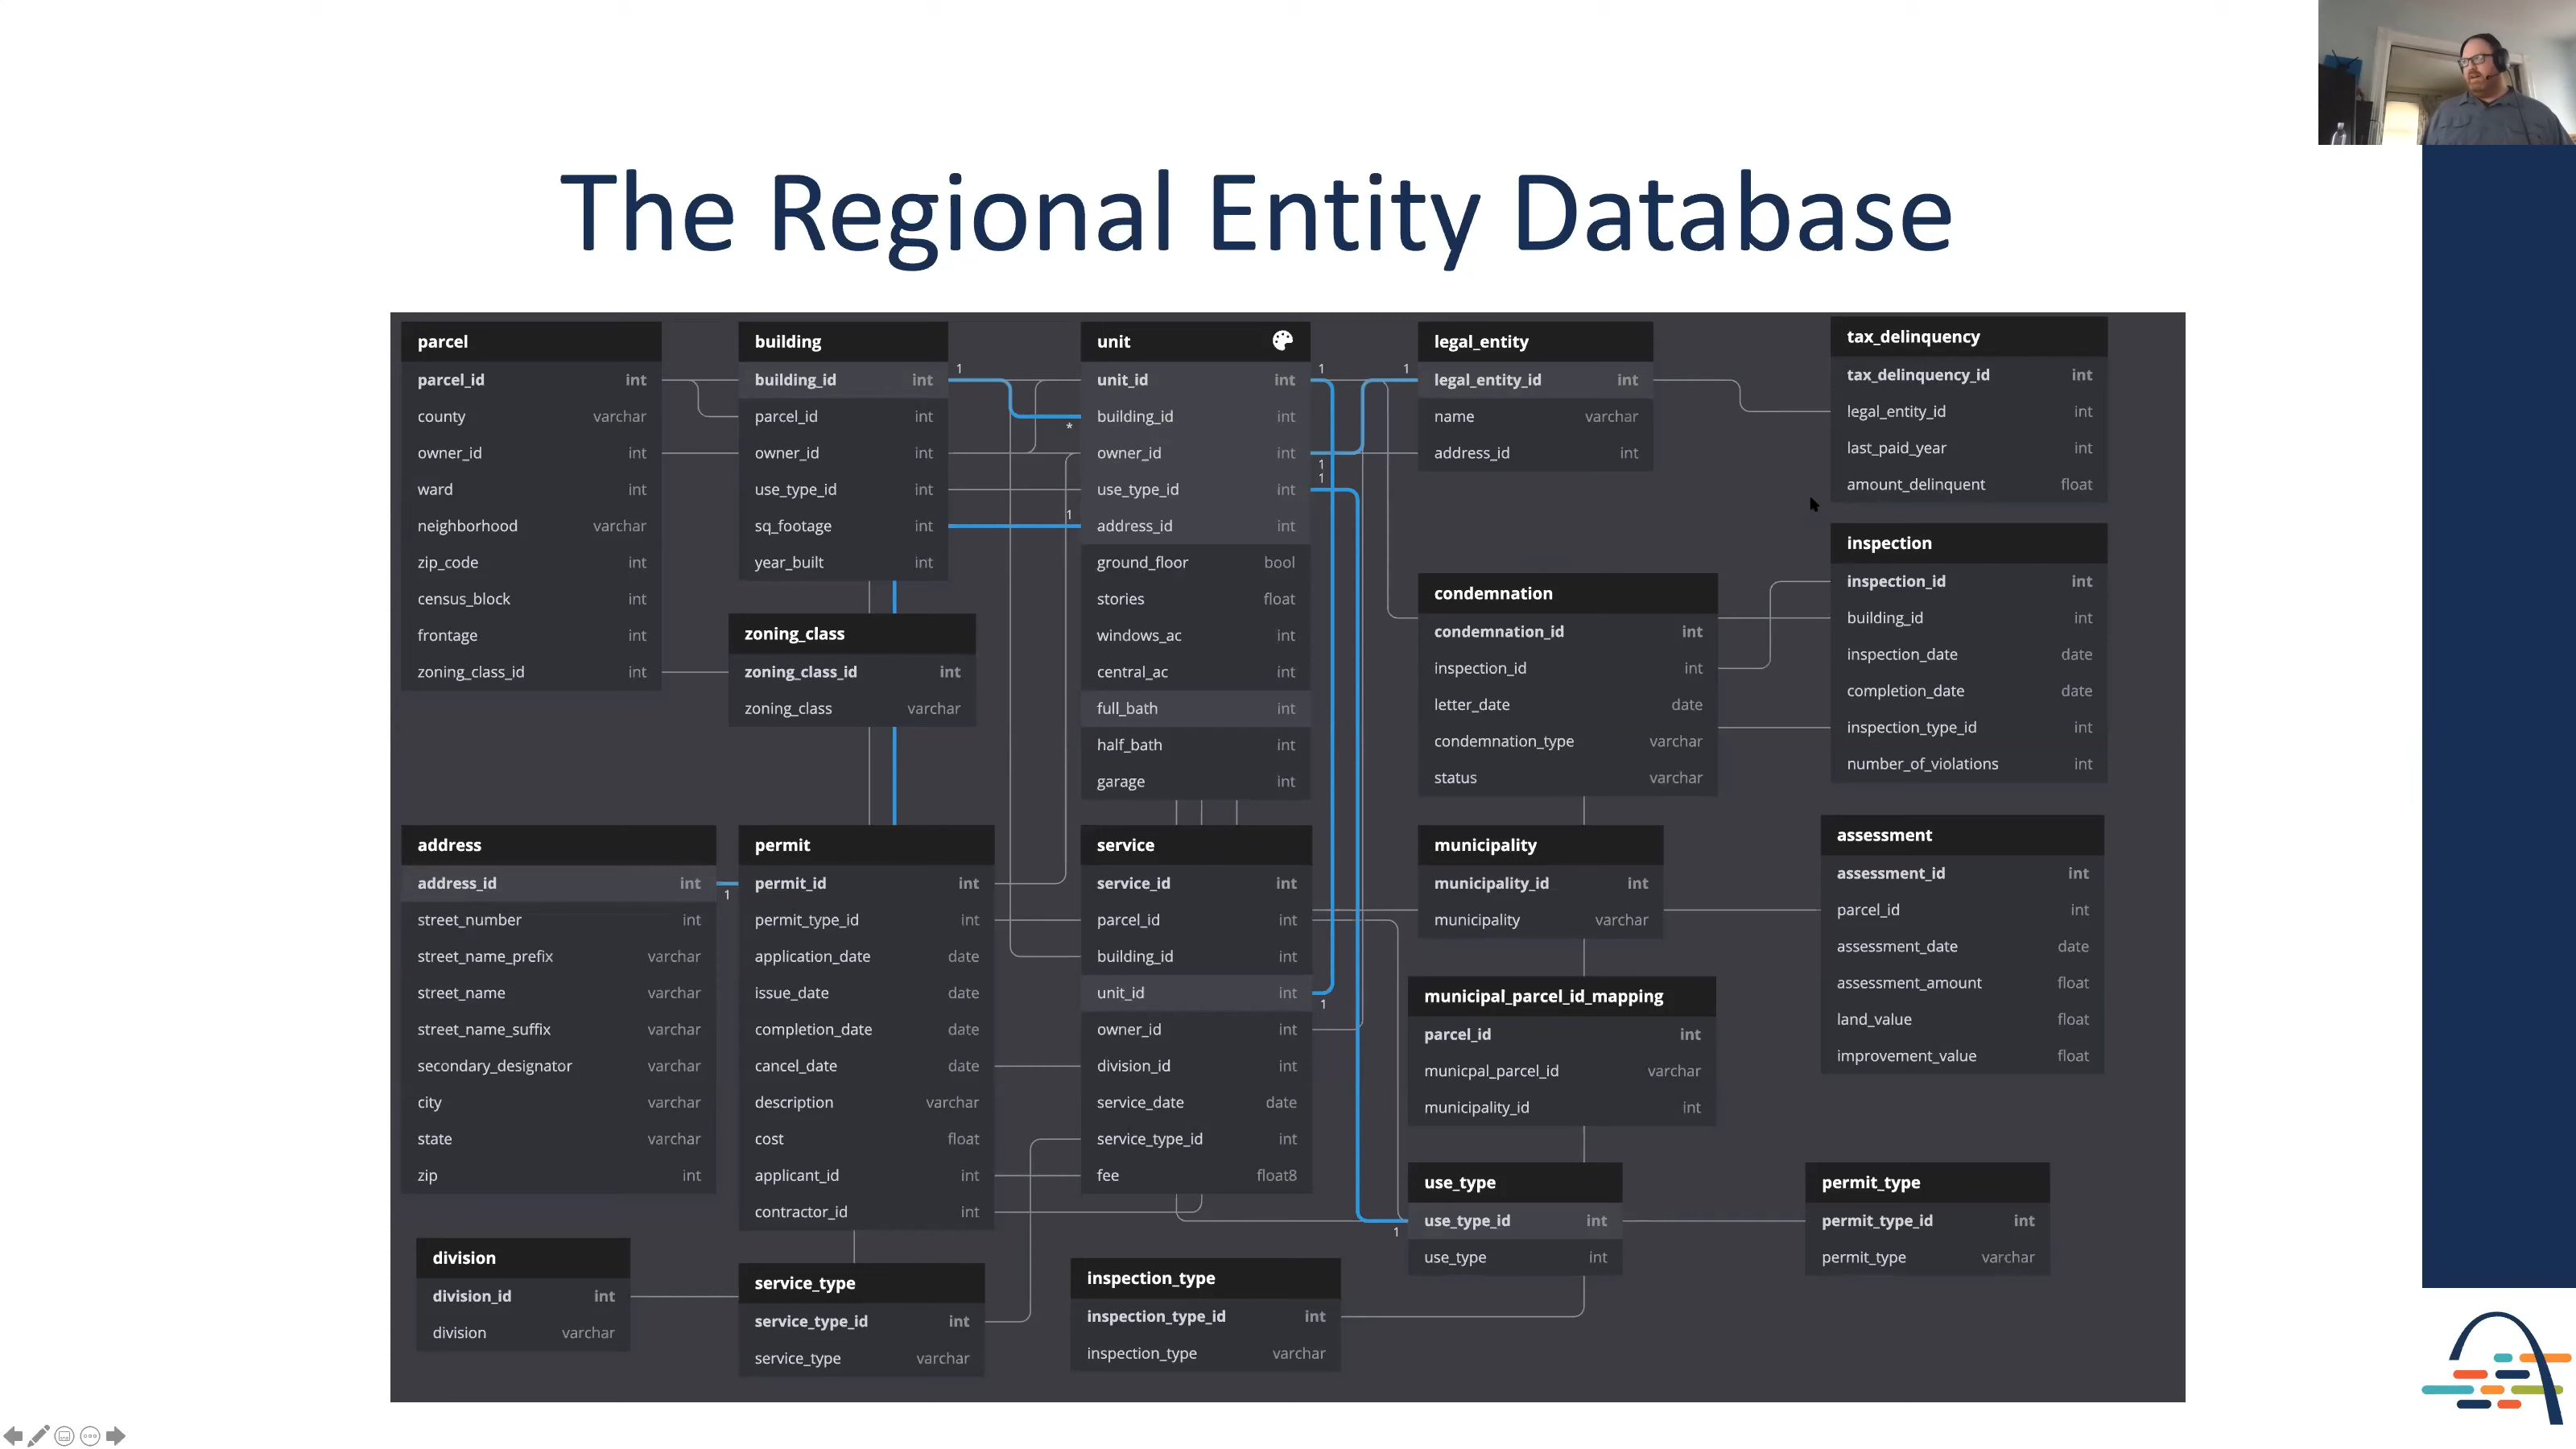 The Regional Entity Database
parcel
parcel_id int
county varchar
owner_id int
ward int
neighborhood varchar
zip_code int
census_block int
frontage int
zoning_class_id int
building
building_id int
parcel_id int
owner_id int
use_type_id int
sq_footage int
year_built int
1
*
1
zoning_class
zoning_class_id int
zoning_class varchar
unit
unit_id int
building_id int
owner_id int
use_type_id int
address_id int
ground_floor bool
stories float
windows_ac int
central_ac int
full_bath int
half_bath int
garage int
1
1
1
1
legal_entity
legal_entity_id int
name varchar
address_id int
tax_delinquency
tax_delinquency_id int
legal_entity_id int
last_paid_year int
amount_delinquent float
condemnation
condemnation_id int
inspection_id int
letter_date date
condemnation_type varchar
status varchar
inspection
inspection_id int
building_id int
inspection_date date
completion_date date
inspection_type_id int
number_of_violations int
address
address_id int
street_number int
street_name_prefix varchar
street_name varchar
street_name_suffix varchar
secondary_designator varchar
city varchar
state varchar
zip int
1
permit
permit_id int
permit_type_id int
application_date date
issue_date date
completion_date date
cancel_date date
description varchar
cost float
applicant_id int
contractor_id int
service
service_id int
parcel_id int
building_id int
unit_id int
owner_id int
division_id int
service_date date
service_type_id int
fee float8
1
municipality
municipality_id int
municipality varchar
assessment
assessment_id int
parcel_id int
assessment_date date
assessment_amount float
land_value float
improvement_value float
municipal_parcel_id_mapping
parcel_id int
municpal_parcel_id varchar
municipality_id int
use_type
use_type_id int
use_type int
1
permit_type
permit_type_id int
permit_type varchar
division
division_id int
division varchar
service_type
service_type_id int
service_type varchar
inspection_type
inspection_type_id int
inspection_type varchar